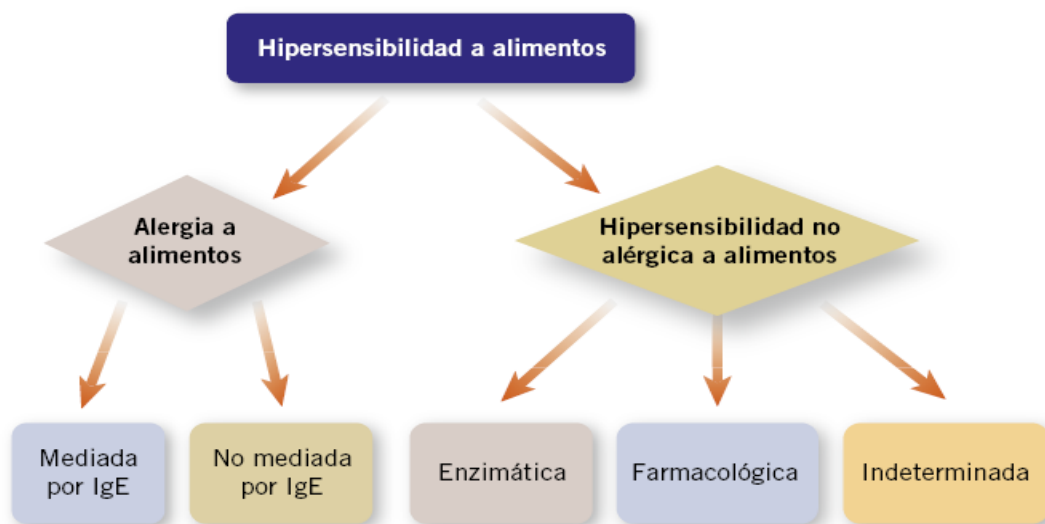 Hipersensibilidad a alimentos
Alergia a
alimentos
Hipersensibilidad no
alérgica a alimentos
Mediada
por IgE
No mediada
por IgE
Enzimática
Farmacológica
Indeterminada